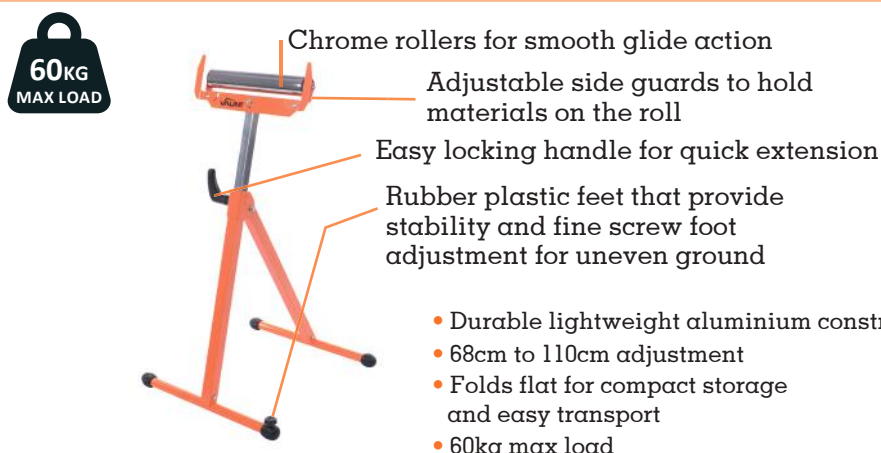 60KG
MAX LOAD
Chrome rollers for smooth glide action
Adjustable side guards to hold
materials on the roll
Easy locking handle for quick extension
Rubber plastic feet that provide
stability and fine screw foot
adjustment for uneven ground
• Durable lightweight aluminium
• 68cm to 110cm adjustment
• Folds flat for compact storage
and easy transport
• 60kg max load